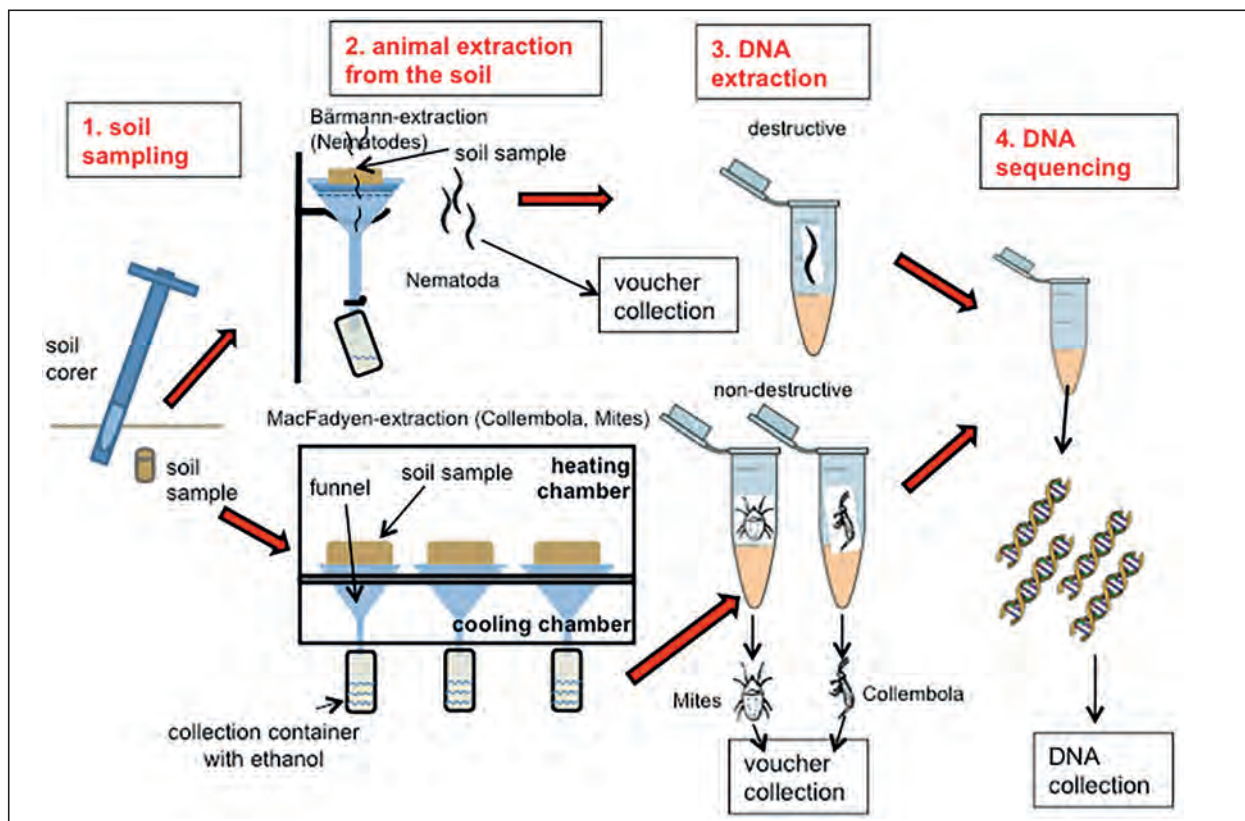 1. soil
sampling
soil
corer
soil
sample
2. animal extraction
from the soil
Bärmann-extraction
(Nematodes)
soil sample
Nematoda
voucher
collection
MacFadyen-extraction (Collembola, Mites)
heating
chamber
soil sample
funnel
cooling chamber
collection container
with ethanol
3. DNA
extraction
destructive
non-destructive
Mites
Collembola
voucher
collection
4. DNA
sequencing
DNA
collection